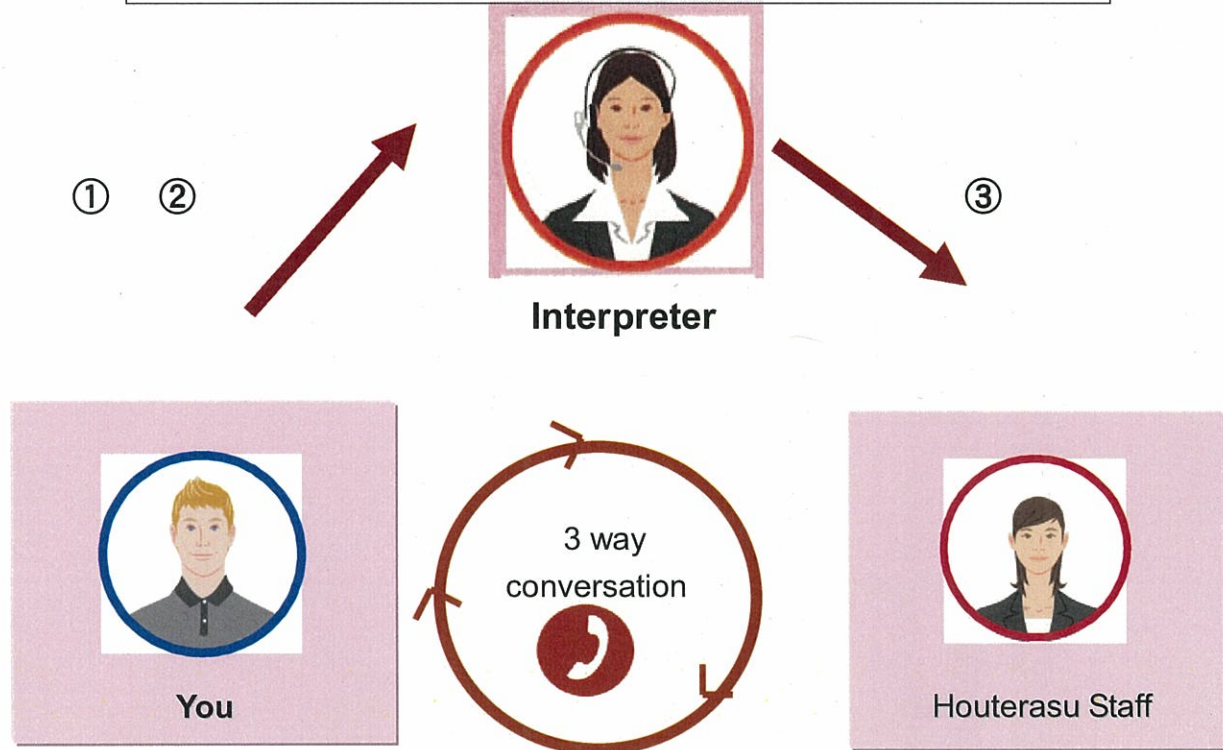 ① ②
③
Interpreter
3 way
conversation
You
Houterasu Staff